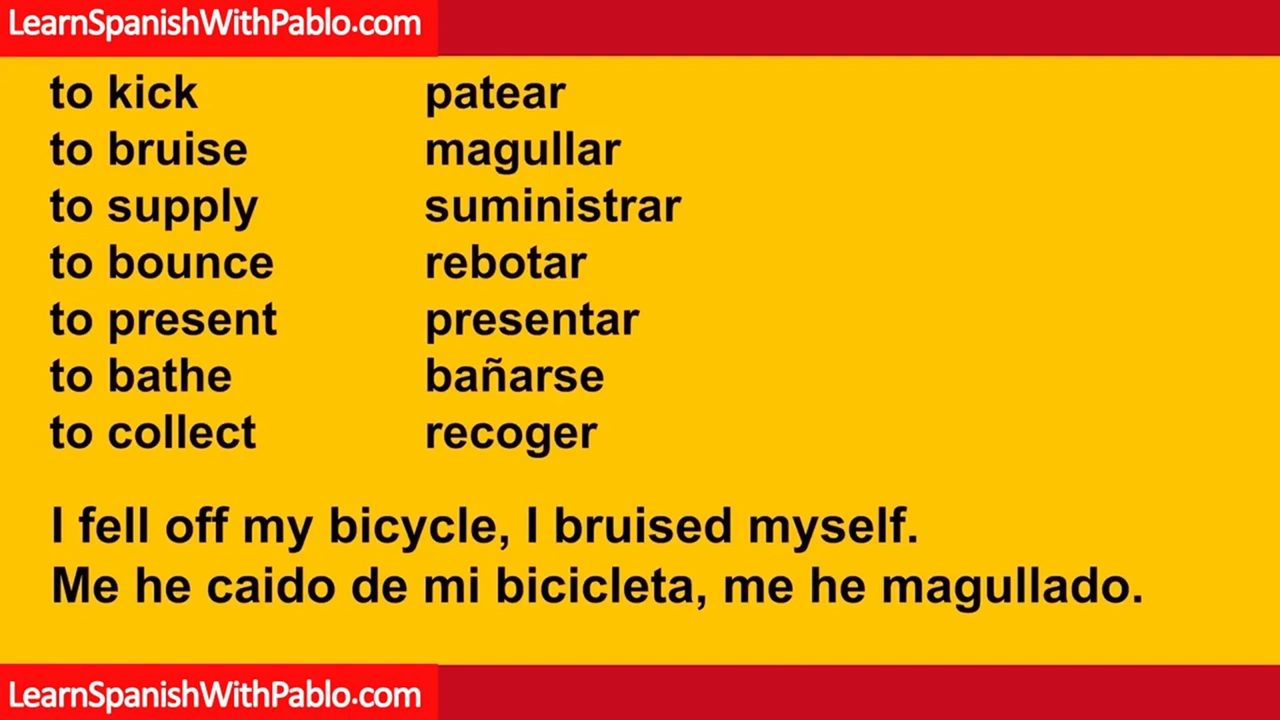 LearnSpanishWithPablo.com
to kick patear
to bruise magullar
to supply suministrar
to bounce rebotar
to present presentar
to bathe bañarse
to collect recoger
I fell off my bicycle, I bruised myself.
Me he caido de mi bicicleta, me he magullado.
LearnSpanishWithPablo.com